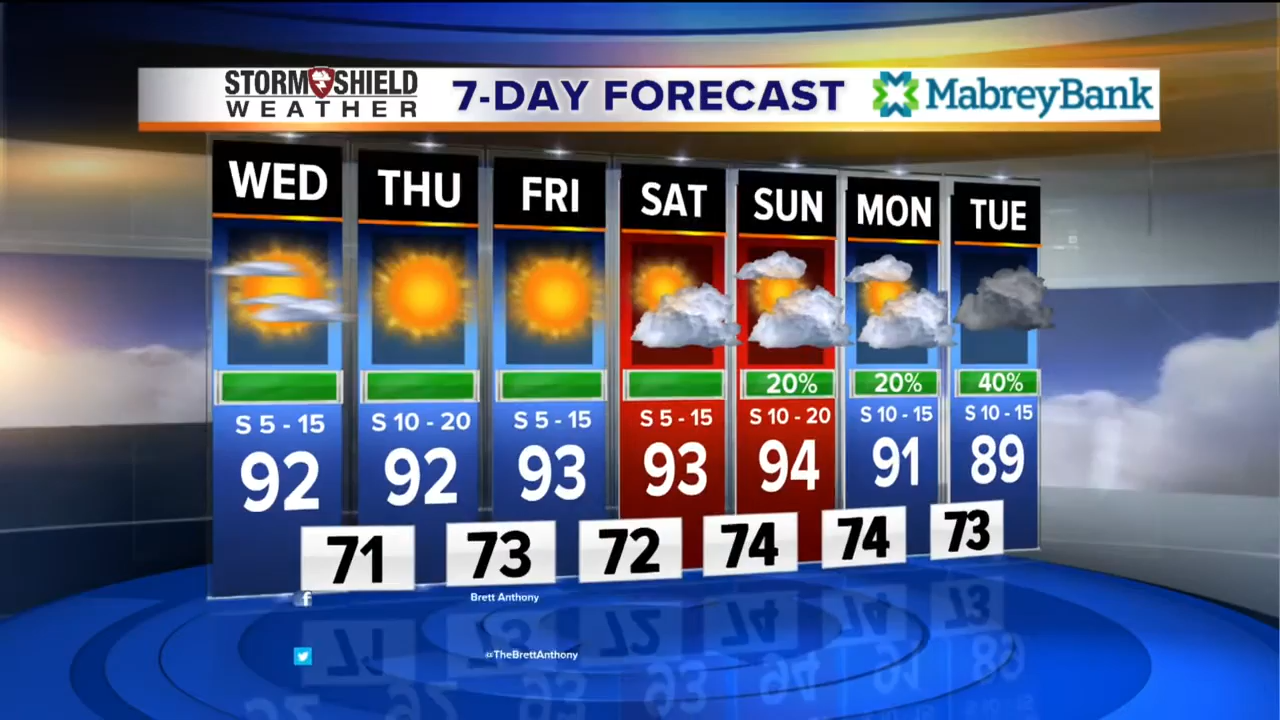 STORM SHIELD
WEATHER
7-DAY FORECAST
MabreyBank
WED THU FRI SAT SUN MON TUE
20% 20% 40%
S 5 - 15 S 10 - 20 S 5 - 15 S 5 - 15 S 10 - 20 S 10 - 15 S 10 - 15
92 92 93 93 94 91 89
71 73 72 74 74 73
f Brett Anthony
@TheBrettAnthony